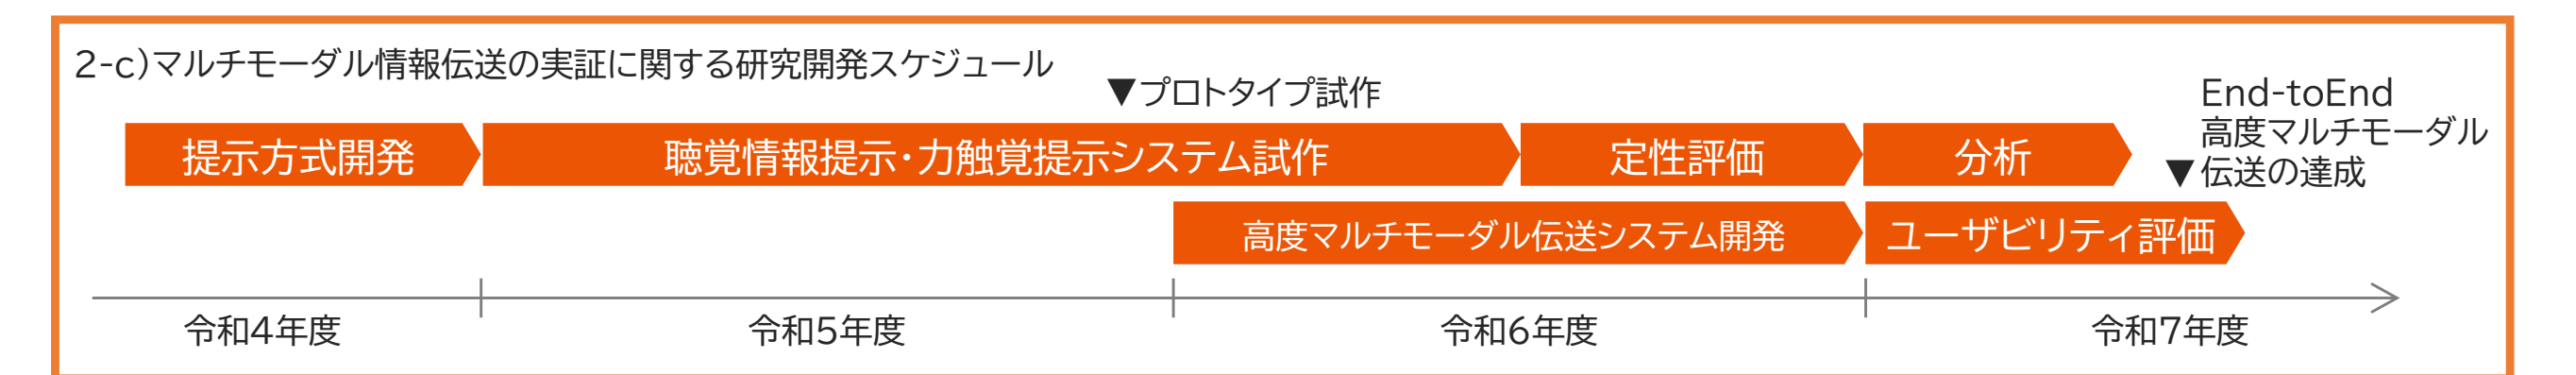 2-c)マルチモーダル情報伝送の実証に関する研究開発スケジュール
▼プロトタイプ試作
End-toEnd
高度マルチモーダル
▼伝送の達成
提示方式開発
聴覚情報提示・力触覚提示システム試作
定性評価
分析
高度マルチモーダル伝送システム開発
ユーザビリティ評価
令和4年度
令和5年度
令和6年度
令和7年度